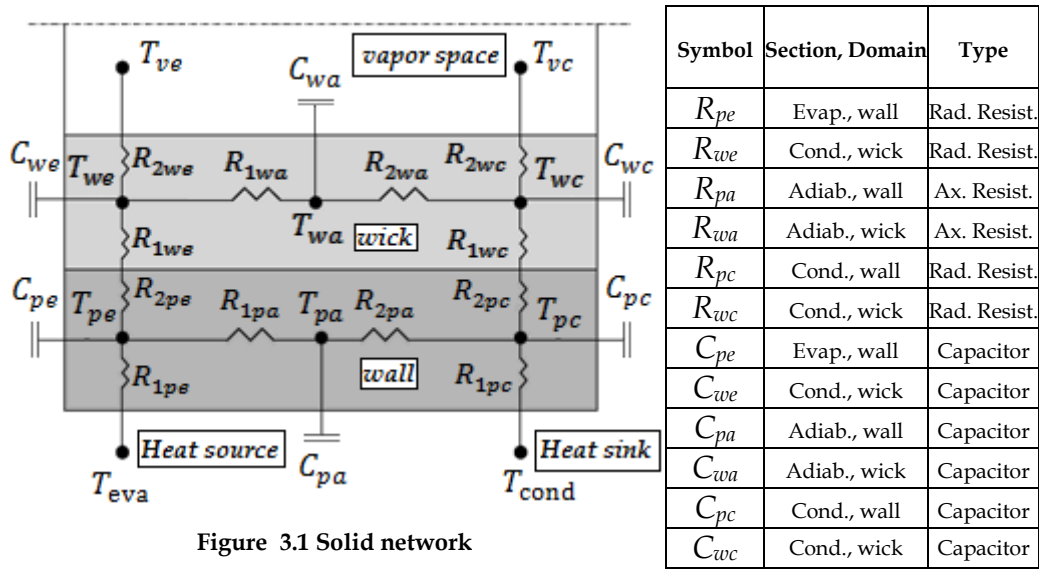 T_ve
vapor space
T_vc
C_wa
C_we
T_we
R_2we
R_1wa
R_2wa
R_2wc
T_wc
C_wc
T_wa
wick
R_1we
R_1wc
C_pe
T_pe
R_2pe
R_1pa
T_pa
R_2pa
R_2pc
T_pc
C_pc
R_1pe
wall
R_1pc
Heat source
C_pa
Heat sink
T_eva
T_cond
Figure 3.1 Solid network
Symbol Section, Domain Type
R_pe Evap., wall Rad. Resist.
R_we Cond., wick Rad. Resist.
R_pa Adiab., wall Ax. Resist.
R_wa Adiab., wick Ax. Resist.
R_pc Cond., wall Rad. Resist.
R_wc Cond., wick Rad. Resist.
C_pe Evap., wall Capacitor
C_we Cond., wick Capacitor
C_pa Adiab., wall Capacitor
C_wa Adiab., wick Capacitor
C_pc Cond., wall Capacitor
C_wc Cond., wick Capacitor